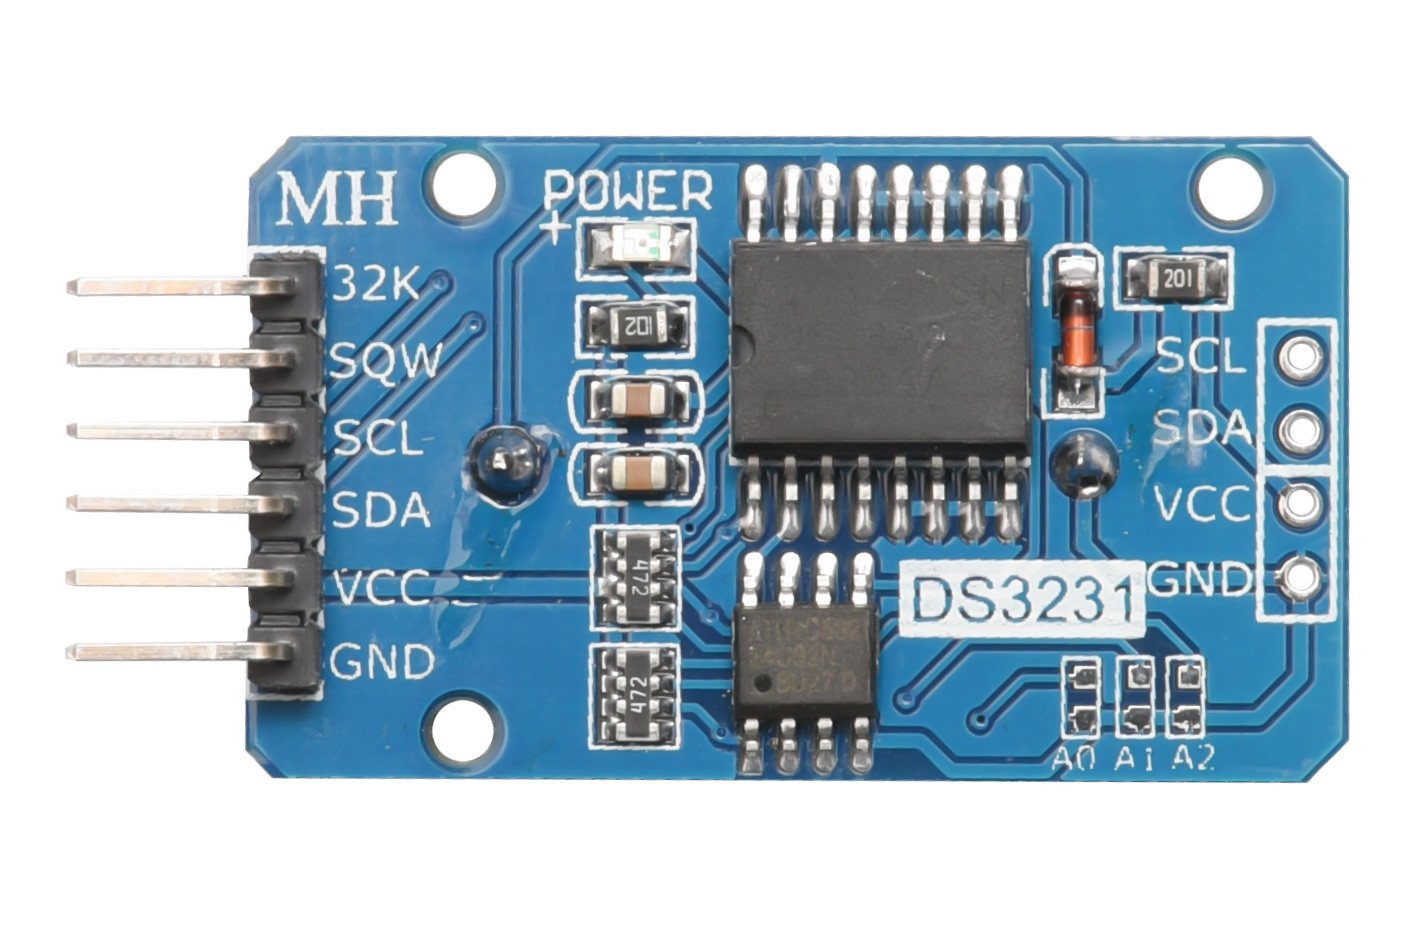 MH
POWER
+
32K
SQW
SCL
SDA
VCC
GND
102
472
472
201
SCL
SDA
VCC
GND
DS3231
A0 A1 A2